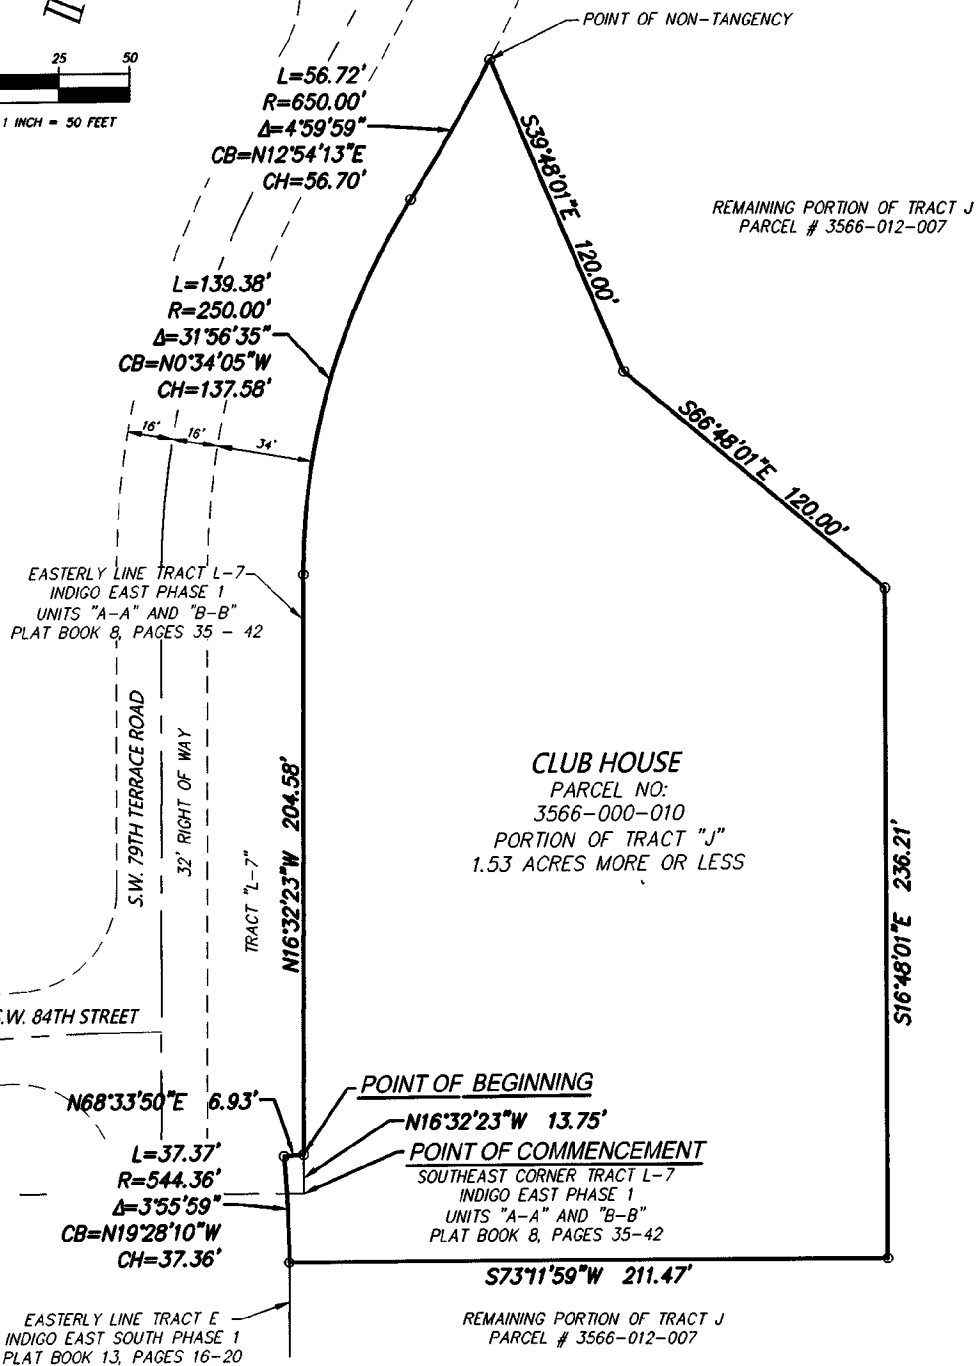 25 50
1 INCH = 50 FEET
POINT OF NON-TANGENCY
L=56.72'
R=650.00'
Δ=4°59'59"
CB=N12°54'13"E
CH=56.70'
S39°48'01"E 120.00'
REMAINING PORTION OF TRACT J
PARCEL # 3566-012-007
L=139.38'
R=250.00'
Δ=31°56'35"
CB=N0°34'05"W
CH=137.58'
16' 16' 34'
S66°48'01"E 120.00'
EASTERLY LINE TRACT L-7
INDIGO EAST PHASE 1
UNITS "A-A" AND "B-B"
PLAT BOOK 8, PAGES 35 - 42
S.W. 79TH TERRACE ROAD
32' RIGHT OF WAY
TRACT "L-7"
N16°32'23"W 204.58'
CLUB HOUSE
PARCEL NO:
3566-000-010
PORTION OF TRACT "J"
1.53 ACRES MORE OR LESS
S16°48'01"E 236.21'
S.W. 84TH STREET
N68°33'50"E 6.93'
POINT OF BEGINNING
N16°32'23"W 13.75'
POINT OF COMMENCEMENT
SOUTHEAST CORNER TRACT L-7
INDIGO EAST PHASE 1
UNITS "A-A" AND "B-B"
PLAT BOOK 8, PAGES 35-42
L=37.37'
R=544.36'
Δ=3°55'59"
CB=N19°28'10"W
CH=37.36'
S73°11'59"W 211.47'
EASTERLY LINE TRACT E
INDIGO EAST SOUTH PHASE 1
PLAT BOOK 13, PAGES 16-20
REMAINING PORTION OF TRACT J
PARCEL # 3566-012-007